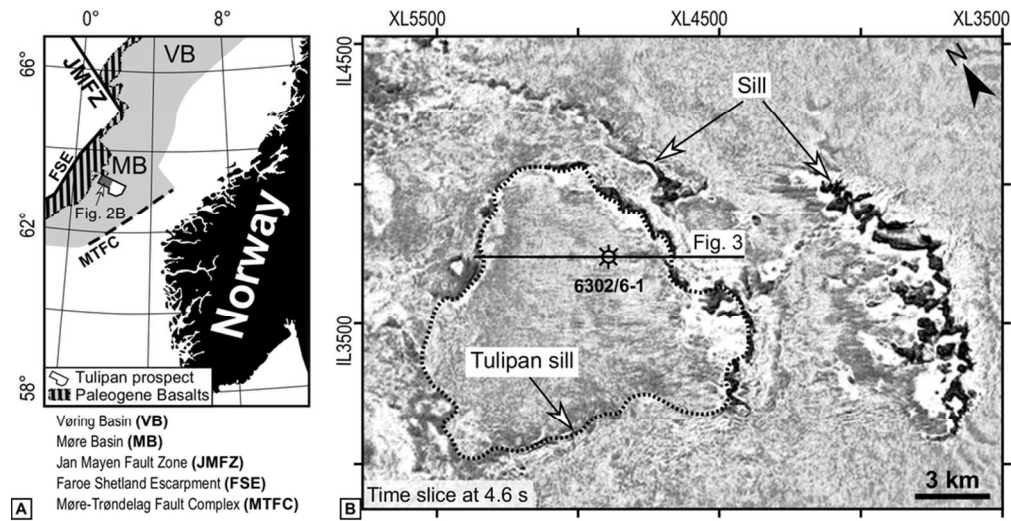 0°
8°
66°
62°
58°
VB
JMFZ
FSE
MB
Fig. 2B
MTFC
Norway
Tulipan prospect
Paleogene Basalts
Vøring Basin (VB)
Møre Basin (MB)
Jan Mayen Fault Zone (JMFZ)
Faroe Shetland Escarpment (FSE)
Møre-Trøndelag Fault Complex (MTFC)
A
XL5500
XL4500
XL3500
IL4500
IL3500
N
Sill
Fig. 3
6302/6-1
Tulipan sill
3 km
Time slice at 4.6 s
B